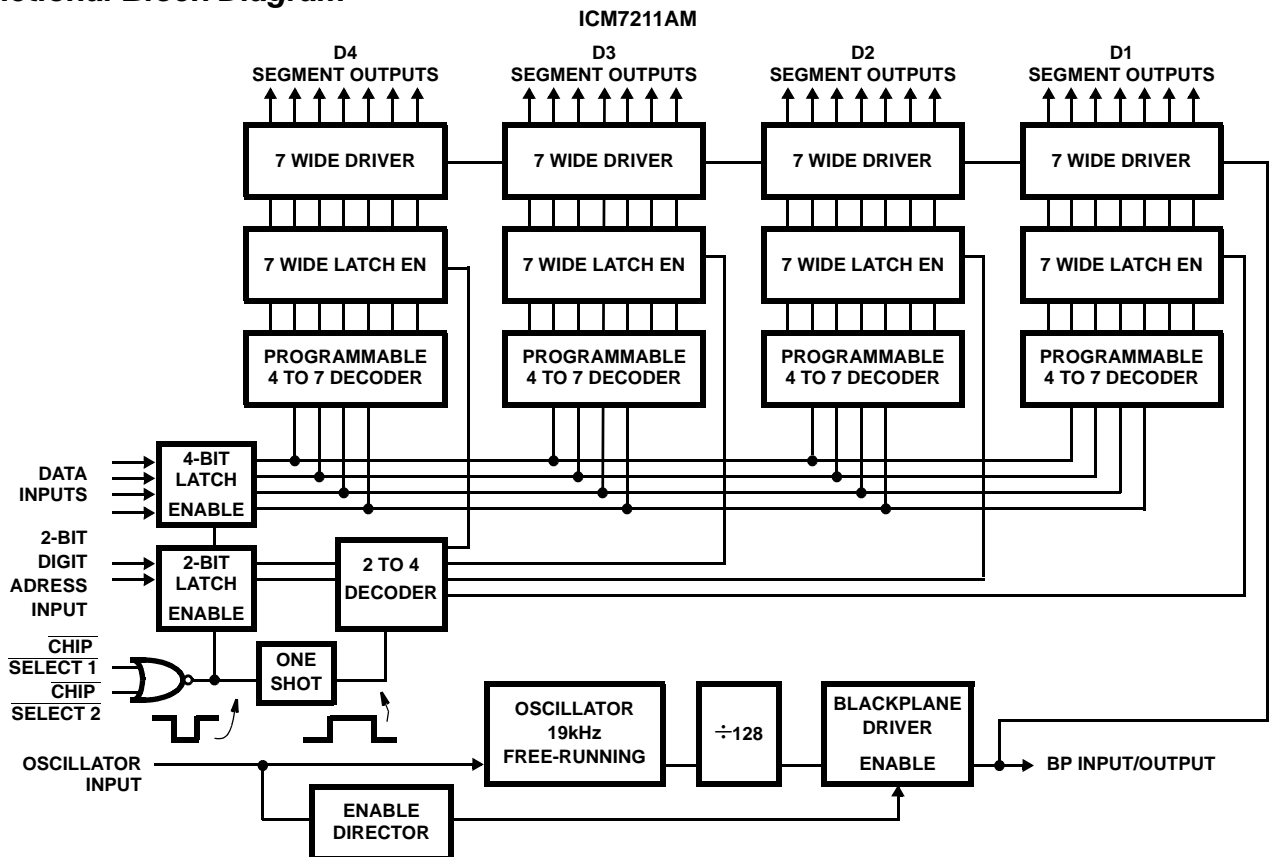 ICM7211AM
D4
SEGMENT OUTPUTS
D3
SEGMENT OUTPUTS
D2
SEGMENT OUTPUTS
D1
SEGMENT OUTPUTS
7 WIDE DRIVER
7 WIDE DRIVER
7 WIDE DRIVER
7 WIDE DRIVER
7 WIDE LATCH EN
7 WIDE LATCH EN
7 WIDE LATCH EN
7 WIDE LATCH EN
PROGRAMMABLE
4 TO 7 DECODER
PROGRAMMABLE
4 TO 7 DECODER
PROGRAMMABLE
4 TO 7 DECODER
PROGRAMMABLE
4 TO 7 DECODER
DATA
INPUTS
4-BIT
LATCH
ENABLE
2-BIT
DIGIT
ADRESS
INPUT
2-BIT
LATCH
ENABLE
2 TO 4
DECODER
CHIP
SELECT 1
CHIP
SELECT 2
ONE
SHOT
OSCILLATOR
19kHz
FREE-RUNNING
÷128
BLACKPLANE
DRIVER
ENABLE
OSCILLATOR
INPUT
BP INPUT/OUTPUT
ENABLE
DIRECTOR